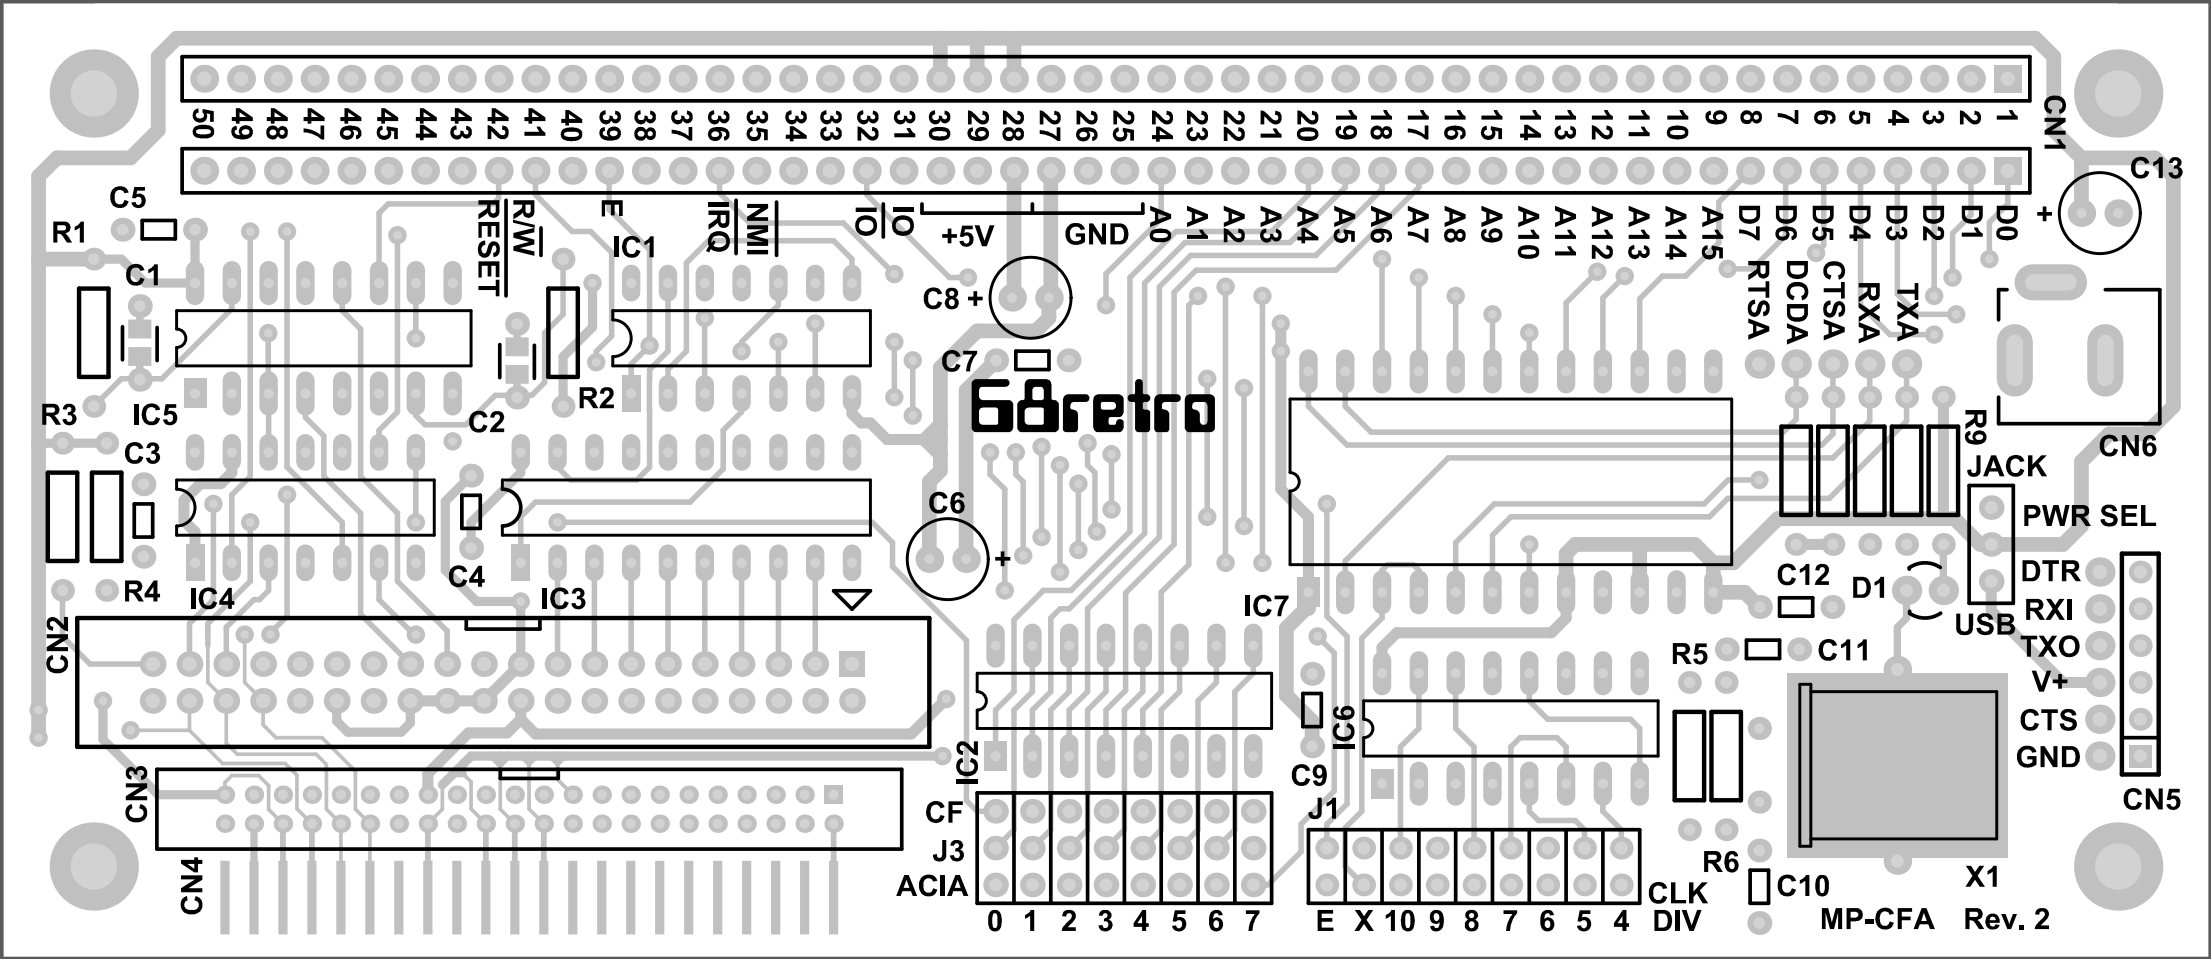 50 49 48 47 46 45 44 43 42 41 40 39 38 37 36 35 34 33 32 31 30 29 28 27 26 25 24 23 22 21 20 19 18 17 16 15 14 13 12 11 10 9 8 7 6 5 4 3 2 1
CN1
C13
+
C5
R1
RESET
R/W
E
IRQ
NMI
IO
IO
+5V
GND
A0 A1 A2 A3 A4 A5 A6 A7 A8 A9 A10 A11 A12 A13 A14 A15 D7 D6 D5 D4 D3 D2 D1 D0
RTSA
DCDA
CTSA
RXA
TXA
IC1
C1
C8 +
C7
68retro
R3
IC5
C2
R2
R9
CN6
JACK
C3
C6
+
PWR SEL
R4
IC4
C4
IC3
IC7
C12
D1
USB
DTR
RXI
TXO
V+
CTS
GND
CN5
CN2
R5
C11
IC2
IC6
C9
CN3
CF
J3
ACIA
J1
CN4
R6
C10
X1
CLK
0 1 2 3 4 5 6 7
E X 10 9 8 7 6 5 4 DIV
MP-CFA Rev. 2